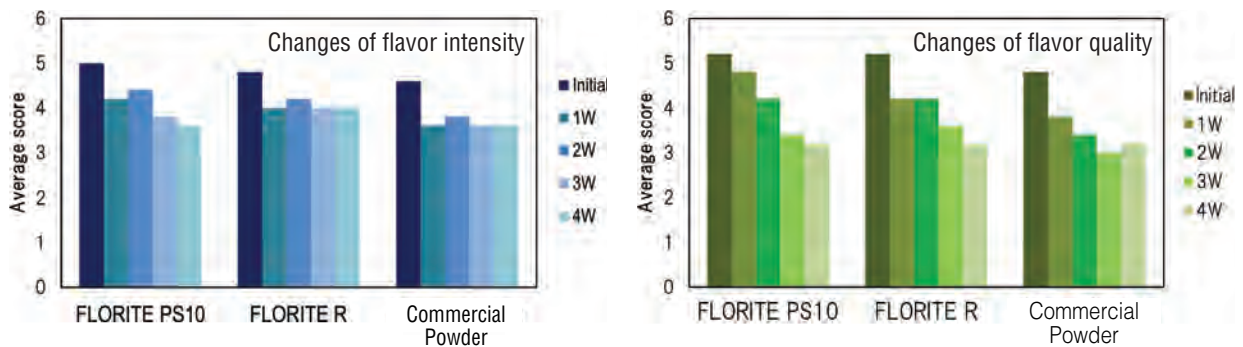 Changes of flavor intensity
Average score
6
5
4
3
2
1
0
FLORITE PS10
FLORITE R
Commercial
Powder
Initial
1W
2W
3W
4W
Changes of flavor quality
Average score
6
5
4
3
2
1
0
FLORITE PS10
FLORITE R
Commercial
Powder
Initial
1W
2W
3W
4W